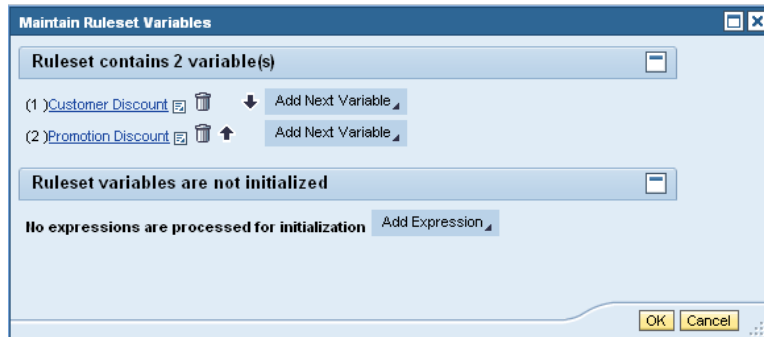 Maintain Ruleset Variables
Ruleset contains 2 variable(s)
(1 )Customer Discount Add Next Variable
(2 )Promotion Discount Add Next Variable
Ruleset variables are not initialized
No expressions are processed for initialization Add Expression
OK Cancel